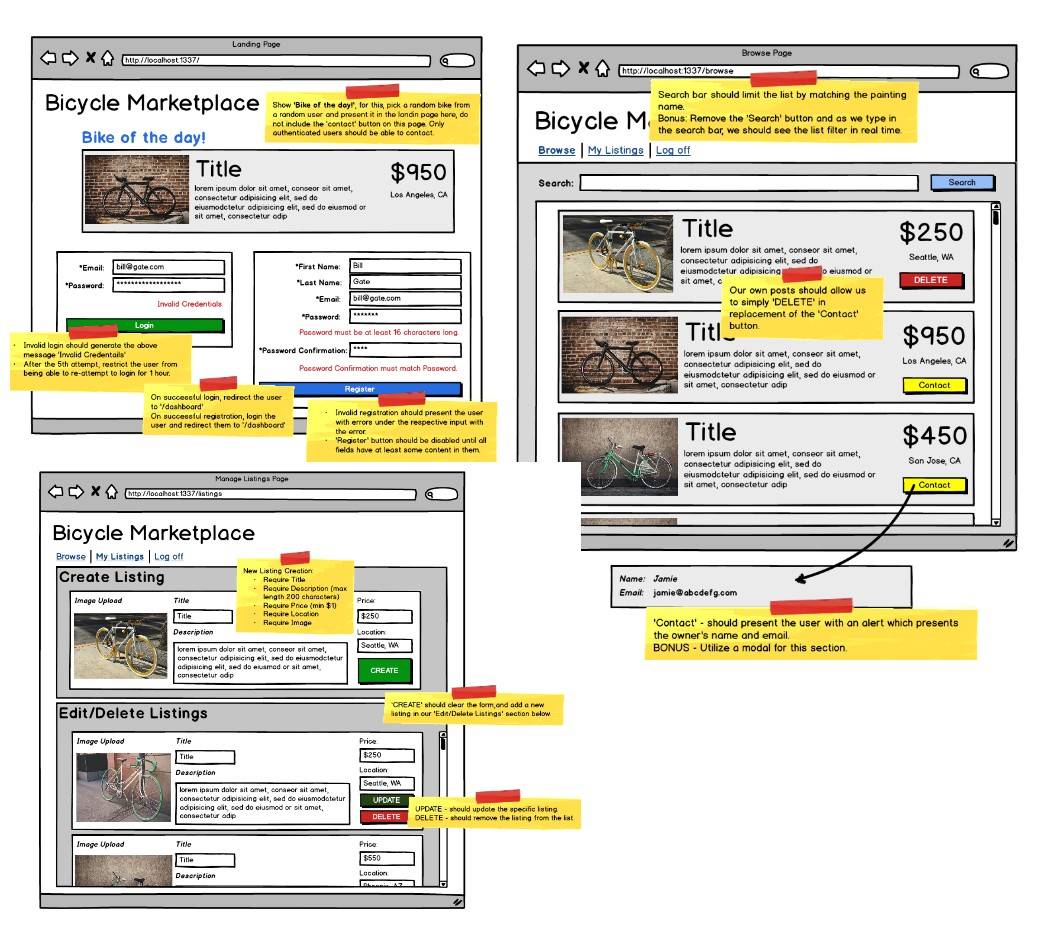 Landing Page
http://localhost:1337/
Bicycle Marketplace
Show 'Bike of the day!', for this, pick a random bike from
a random user and present it in the landin page here, do
not include the 'contact' button on this page. Only
authenticated users should be able to contact.
Bike of the day!
Title
$950
lorem ipsum dolor sit amet, conseor sit amet,
consectetur adipisicing elit, sed do
eiusmodctetur adipisicing elit, sed do eiusmod or
sit amet, consectetur adip
Los Angeles, CA
*Email:
bill@gate.com
*Password:
******************
Invalid Credentials.
Login
Invalid login should generate the above
message 'Invalid Credentails'
After the 5th attempt, restrict the user from
being able to re-attempt to login for 1 hour.
*First Name:
Bill
*Last Name:
Gate
*Email:
bill@gate.com
*Password:
*******
Password must be at least 16 characters long.
*Password Confirmation:
****
Password Confirmation must match Password.
Register
On successful login, redirect the user
to '/dashboard'
On successful registration, login the
user and redirect them to '/dashboard'
Invalid registration should present the user
with errors under the respective input with
the error.
'Register' button should be disabled until all
fields have at least some content in them.
Browse Page
http://localhost:1337/browse
Bicycle M
Search bar should limit the list by matching the painting
name.
Bonus: Remove the 'Search' button and as we type in
the search bar, we should see the list filter in real time.
Browse
My Listings
Log off
Search:
Search
Title
$250
lorem ipsum dolor sit amet, conseor sit amet,
consectetur adipisicing elit, sed do
eiusmodctetur adipisicing elit, sed do eiusmod or
sit amet, c
Seattle, WA
DELETE
Our own posts should allow us
to simply 'DELETE' in
replacement of the 'Contact'
button.
Title
$950
lorem ipsum dolor sit amet, conseor sit amet,
consectetur adipisicing elit, sed do
eiusmodctetur adipisicing elit, sed do eiusmod or
sit amet, consectetur adip
Los Angeles, CA
Contact
Title
$450
lorem ipsum dolor sit amet, conseor sit amet,
consectetur adipisicing elit, sed do
eiusmodctetur adipisicing elit, sed do eiusmod or
sit amet, consectetur adip
San Jose, CA
Contact
Name: Jamie
Email: jamie@abcdefg.com
'Contact' - should present the user with an alert which presents
the owner's name and email.
BONUS - Utilize a modal for this section.
Manage Listings Page
http://localhost:1337/listings
Bicycle Marketplace
Browse
My Listings
Log off
New Listing Creation:
Require Title
Require Description (max
length 200 characters)
Require Price (min $1)
Require Location
Require Image
Create Listing
Image Upload
Title
Title
Description
lorem ipsum dolor sit amet, conseor sit amet,
consectetur adipisicing elit, sed do eiusmodctetur
adipisicing elit, sed do eiusmod or sit amet, consectetur
adip
Price:
$250
Location:
Seattle, WA
CREATE
'CREATE' should clear the form,and add a new
listing in our 'Edit/Delete Listings' section below
Edit/Delete Listings
Image Upload
Title
Title
Description
lorem ipsum dolor sit amet, conseor sit amet,
consectetur adipisicing elit, sed do eiusmodctetur
adipisicing elit, sed do eiusmod or sit amet,
consectetur adip
Price:
$250
Location:
Seattle, WA
UPDATE
DELETE
UPDATE - should update the specific listing.
DELETE - should remove the listing from the list.
Image Upload
Title
Title
Description
Price:
$550
Location:
Phoenix, AZ